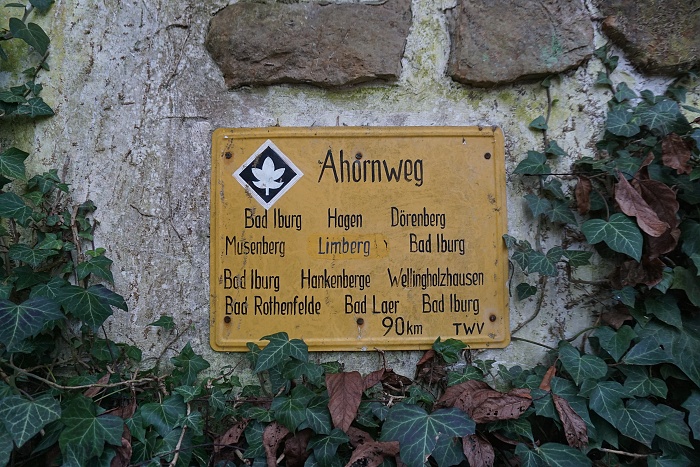 Ahornweg
Bad Iburg Hagen Dörenberg
Musenberg Limberg Bad Iburg
Bad Iburg Hankenberge Wellingholzhausen
Bad Rothenfelde Bad Laer Bad Iburg
90km TWV